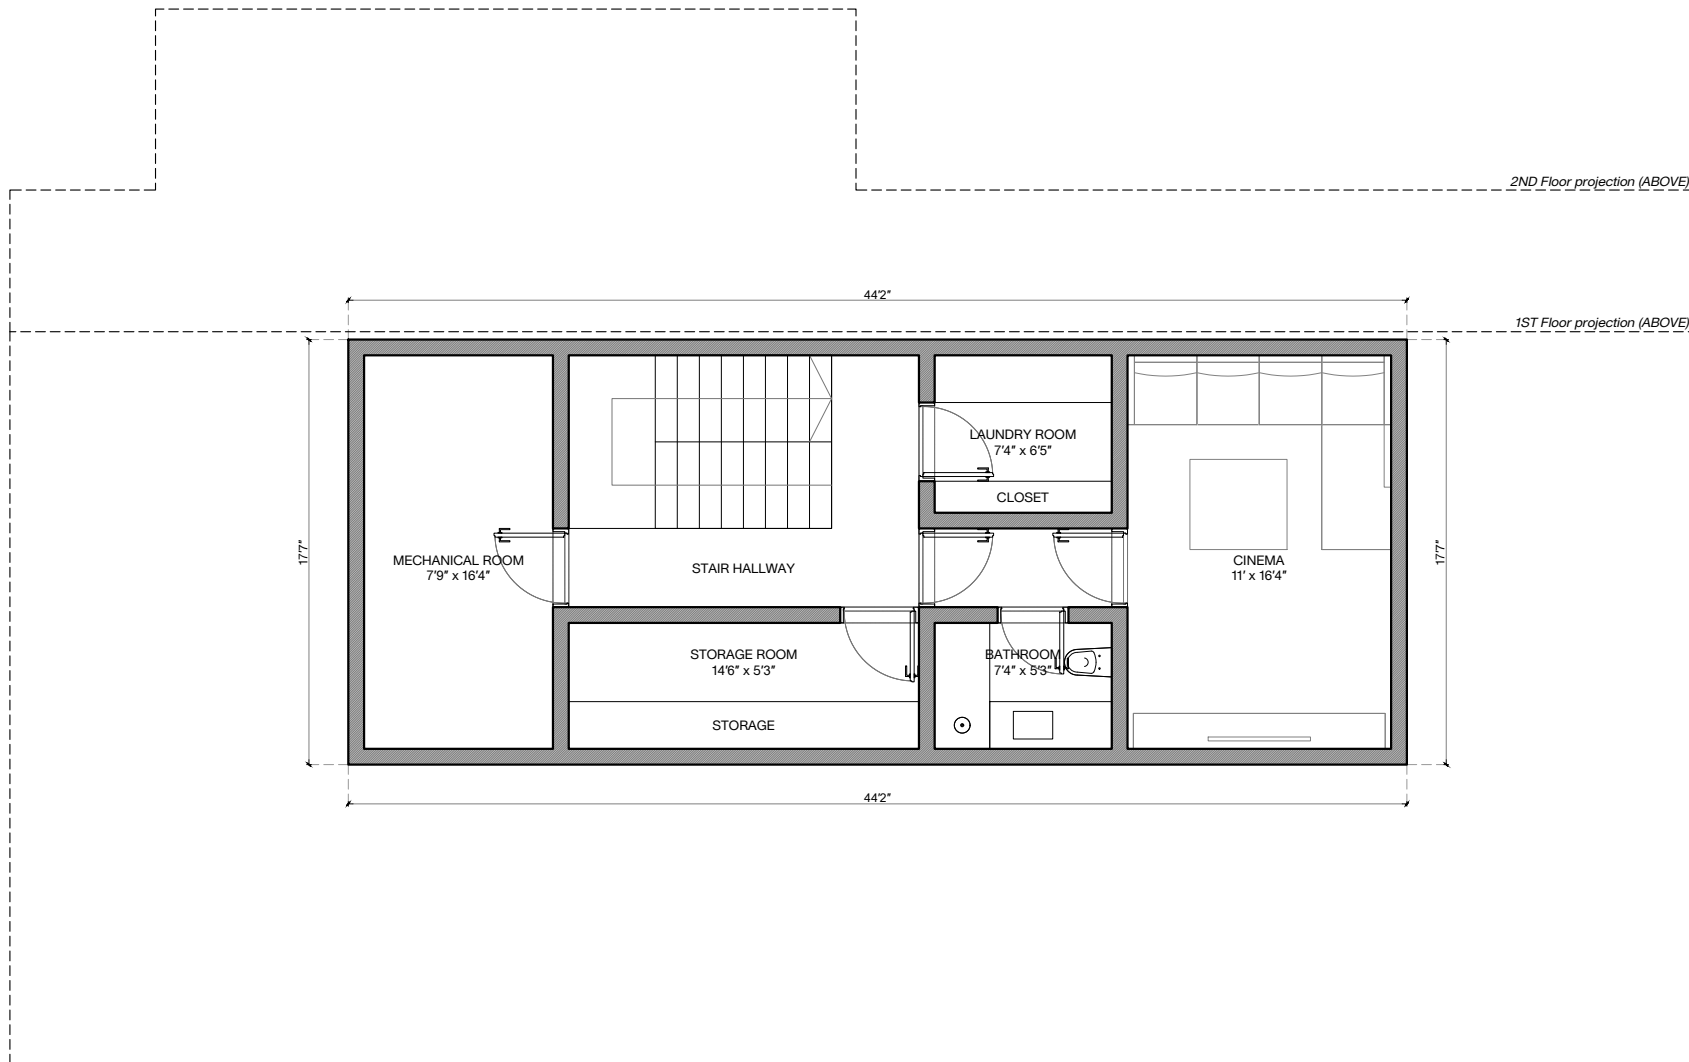 2ND Floor projection (ABOVE)
44'2"
1ST Floor projection (ABOVE)
17'7"
17'7"
LAUNDRY ROOM
7'4" x 6'5"
CLOSET
MECHANICAL ROOM
7'9" x 16'4"
STAIR HALLWAY
CINEMA
11' x 16'4"
STORAGE ROOM
14'6" x 5'3"
BATHROOM
7'4" x 5'3"
STORAGE
44'2"